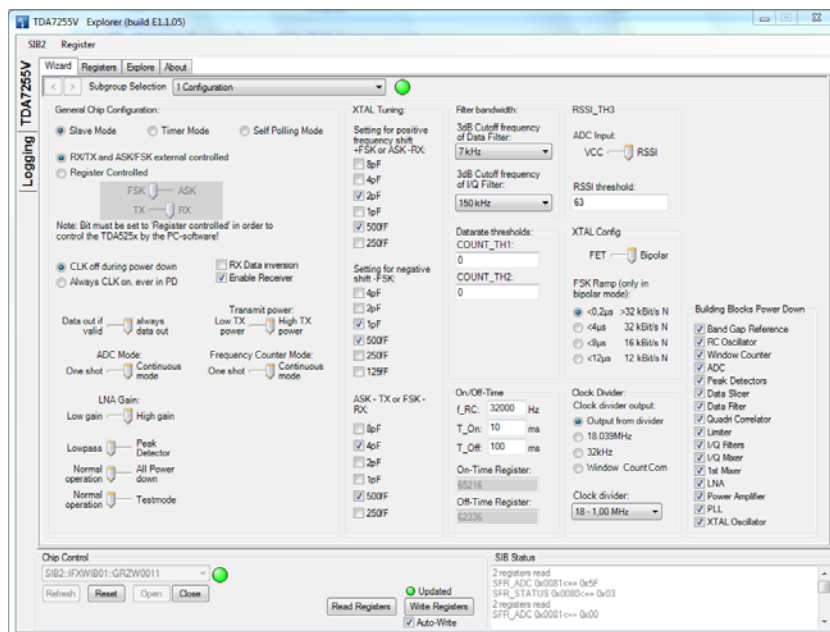 TDA7255V Explorer (build E1.1.05)
SIB2 Register
TDA7255V
Logging
Wizard Registers Explore About
< > Subgroup Selection 1 Configuration
General Chip Configuration:
Slave Mode Timer Mode Self Polling Mode
RX/TX and ASK/FSK external controlled
Register Controlled
FSK ASK
TX RX
Note: Bit must be set to 'Register controlled' in order
to control the TDA525x by the PC-software!
CLK off during power down
Always CLK on, ever in PD
RX Data inversion
Enable Receiver
Data out if
valid
always
data out
Transmit power:
Low TX
power
High TX
power
ADC Mode:
One shot
Continuous
mode
Frequency Counter Mode:
One shot
Continuous
mode
LNA Gain:
Low gain High gain
Lowpass
Peak
Detector
Normal
operation
All Power
down
Normal
operation
Testmode
XTAL Tuning:
Setting for positive
frequency shift
+FSK or ASK -RX:
8pF
4pF
2pF
1pF
500fF
250fF
Setting for negative
shift -FSK:
4pF
2pF
1pF
500fF
250fF
125fF
ASK - TX or FSK -
RX:
8pF
4pF
2pF
1pF
500fF
250fF
Filter bandwidth:
3dB Cutoff frequency
of Data Filter:
7 kHz
3dB Cutoff frequency
of I/Q Filter:
150 kHz
Datarate thresholds:
COUNT_TH1:
0
COUNT_TH2:
0
On/Off-Time
f_RC: 32000 Hz
T_On: 10 ms
T_Off: 100 ms
On-Time Register:
65216
Off-Time Register:
62336
RSSI_TH3
ADC Input:
VCC RSSI
RSSI threshold:
63
XTAL Config
FET Bipolar
FSK Ramp (only in
bipolar mode):
<0,2µs >32 kBit/s N
<4µs 32 kBit/s N
<8µs 16 kBit/s N
<12µs 12 kBit/s N
Clock Divider:
Clock divider output:
Output from divider
18.039MHz
32kHz
Window CountCom
Clock divider:
18 - 1,00 MHz
Building Blocks Power Down
Band Gap Reference
RC Oscillator
Window Counter
ADC
Peak Detectors
Data Slicer
Data Filter
Quadri Correlator
Limiter
I/Q Filters
I/Q Mixer
1st Mixer
LNA
Power Amplifier
PLL
XTAL Oscillator
Chip Control
SIB2::IFXWIB01::GRZW0011
Refresh Reset Open Close
Read Registers
Updated
Write Registers
Auto-Write
SIB Status
2 registers read
SFR_ADC 0x0081<== 0x5F
SFR_STATUS 0x0080<== 0x03
2 registers read
SFR_ADC 0x0081<== 0x00